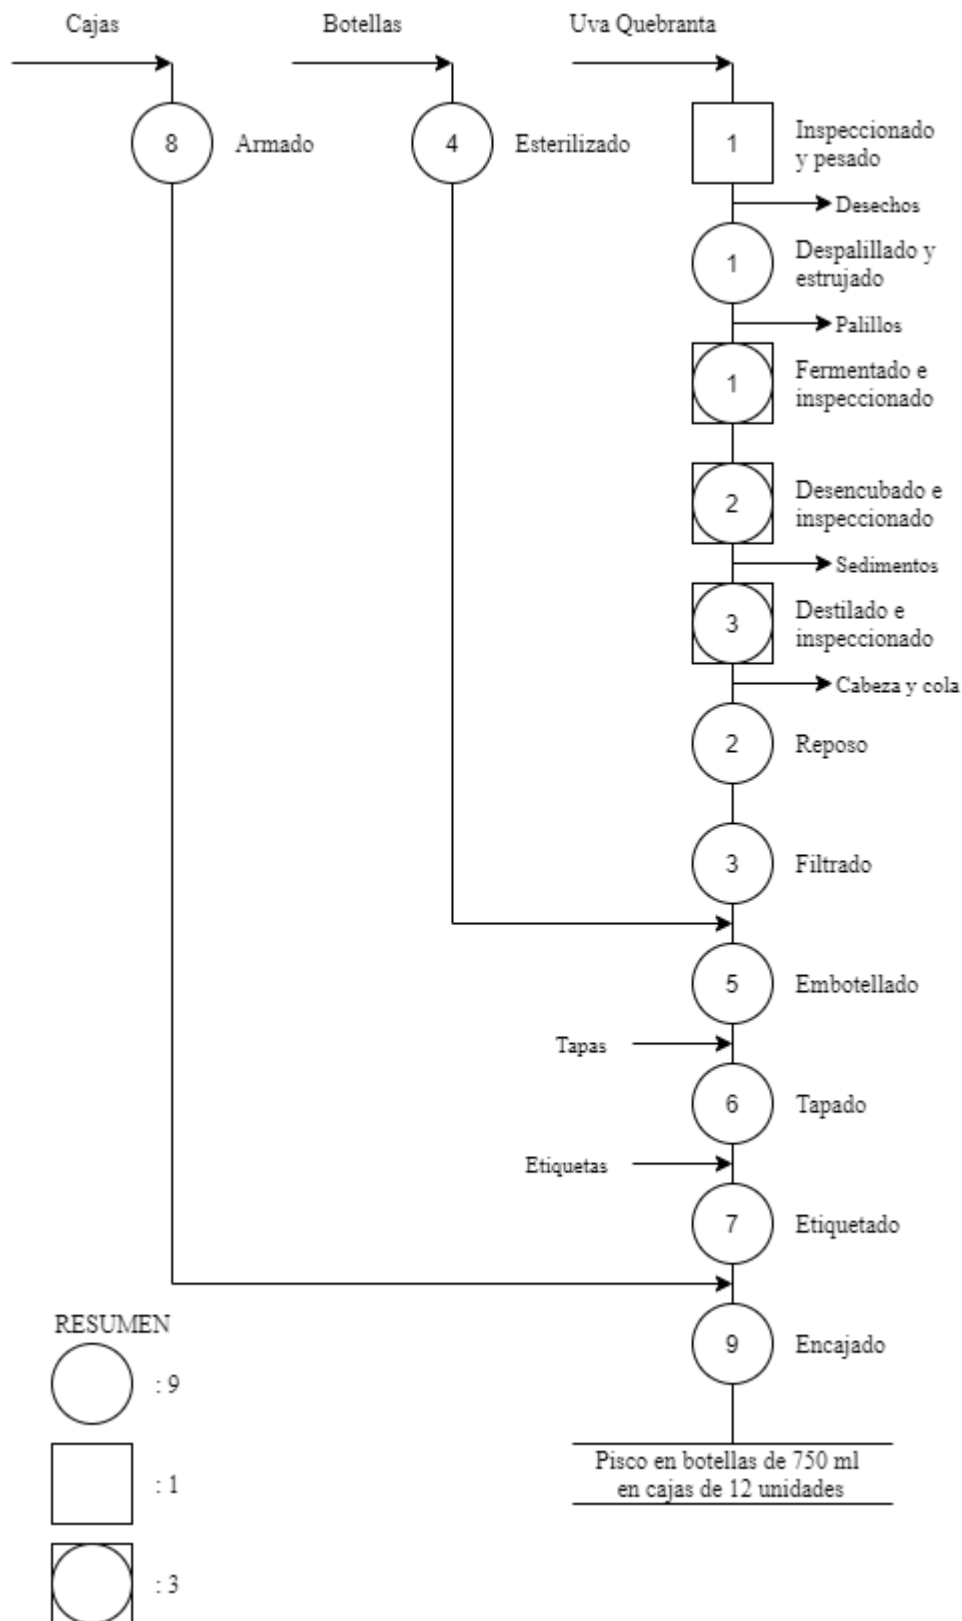 Cajas
Botellas
Uva Quebranta
8
Armado
4
Esterilizado
1
Inspeccionado
y pesado
Desechos
1
Despalillado y
estrujado
Palillos
1
Fermentado e
inspeccionado
2
Desencubado e
inspeccionado
Sedimentos
3
Destilado e
inspeccionado
Cabeza y cola
2
Reposo
3
Filtrado
5
Embotellado
Tapas
6
Tapado
Etiquetas
7
Etiquetado
9
Encajado
Pisco en botellas de 750 ml
en cajas de 12 unidades
RESUMEN
: 9
: 1
: 3